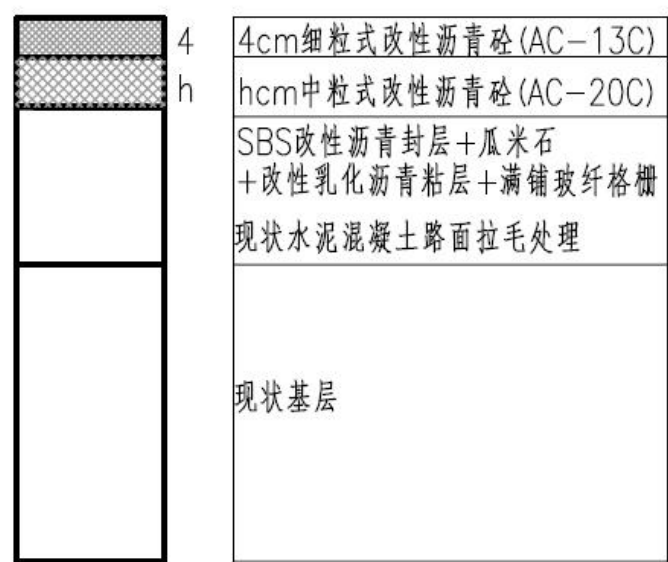 4
4cm细粒式改性沥青砼(AC-13C)
h
hcm中粒式改性沥青砼(AC-20C)
SBS改性沥青封层+瓜米石
+改性乳化沥青粘层+满铺玻纤格栅
现状水泥混凝土路面拉毛处理
现状基层